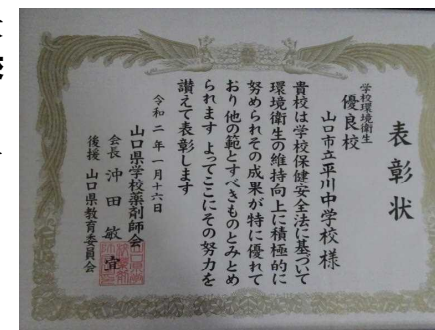 表彰状
学校環境衛生
優良校
山口市立平川中学校様
貴校は学校保健安全法に基づいて
環境衛生の維持向上に積極的に
努められその成果が特に優れて
おり他の範とすべきものとみとめ
られます よってここにその努力を
讃えて表彰します
令和二年一月十六日
山口県学校薬剤師会
会長 沖田敏宣
後援 山口県教育委員会